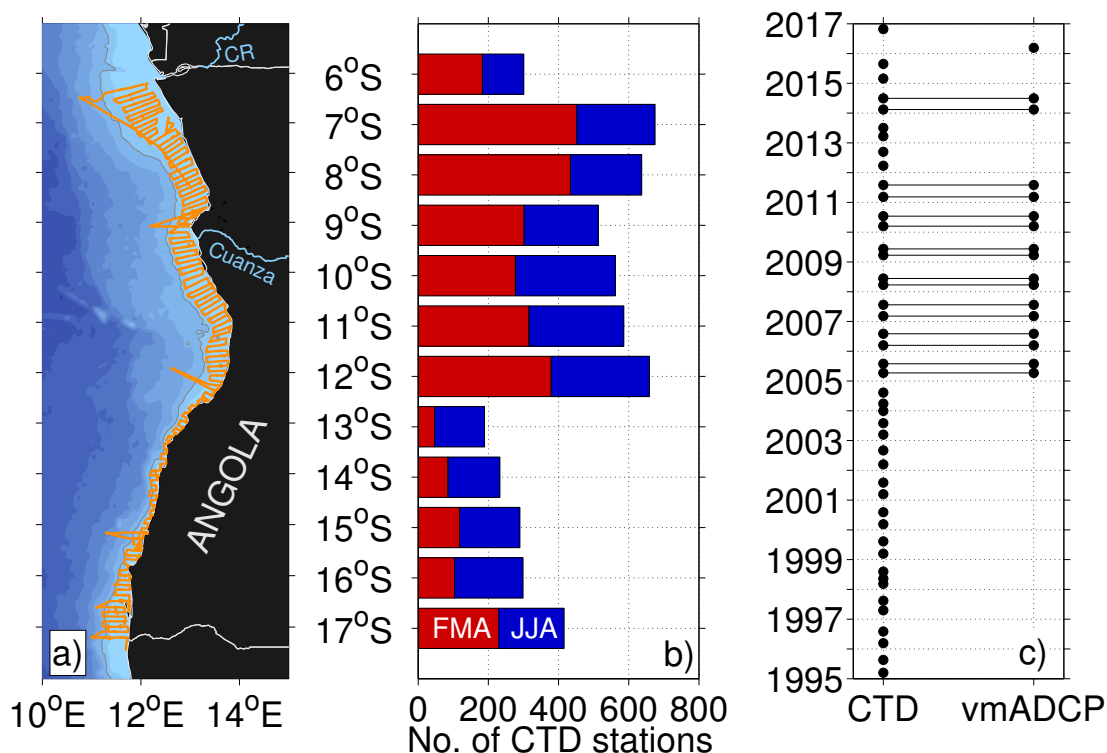 CR
Cuanza
ANGOLA
a)
10°E 12°E 14°E
6°S
7°S
8°S
9°S
10°S
11°S
12°S
13°S
14°S
15°S
16°S
17°S
FMA JJA
b)
0 200 400 600 800
No. of CTD stations
2017
2015
2013
2011
2009
2007
2005
2003
2001
1999
1997
1995
c)
CTD vmADCP